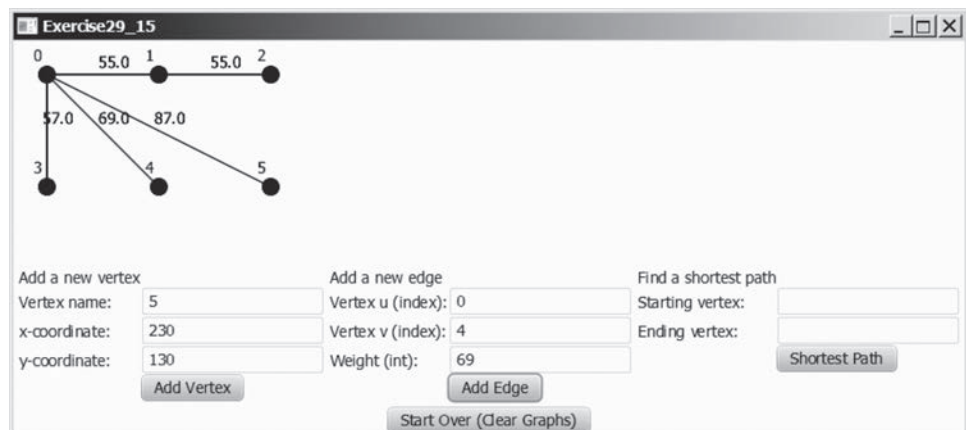 Exercise29_15
0 55.0 1 55.0 2
57.0 69.0 87.0
3 4 5
Add a new vertex Add a new edge Find a shortest path
Vertex name: 5 Vertex u (index): 0 Starting vertex:
x-coordinate: 230 Vertex v (index): 4 Ending vertex:
y-coordinate: 130 Weight (int): 69 Shortest Path
Add Vertex Add Edge
Start Over (Clear Graphs)